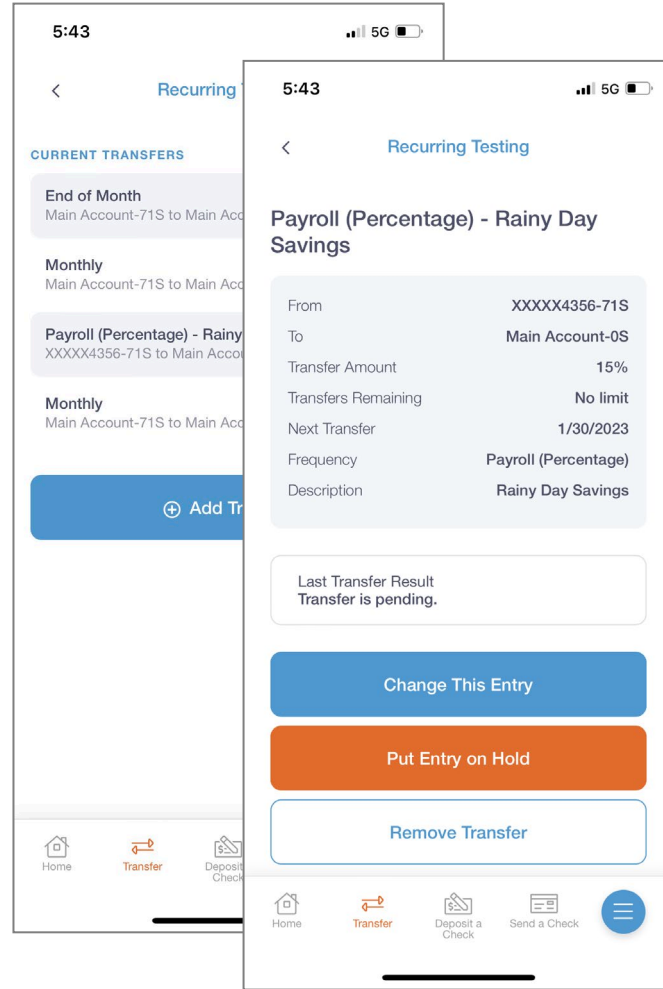 5:43
5G
Recurring
CURRENT TRANSFERS
End of Month
Main Account-71S to Main Acc
Monthly
Main Account-71S to Main Acc
Payroll (Percentage) - Rainy
XXXXX4356-71S to Main Accou
Monthly
Main Account-71S to Main Acc
Add Tr
Home
Transfer
Deposit
Check
5:43
5G
Recurring Testing
Payroll (Percentage) - Rainy Day
Savings
From XXXXX4356-71S
To Main Account-0S
Transfer Amount 15%
Transfers Remaining No limit
Next Transfer 1/30/2023
Frequency Payroll (Percentage)
Description Rainy Day Savings
Last Transfer Result
Transfer is pending.
Change This Entry
Put Entry on Hold
Remove Transfer
Home
Transfer
Deposit a
Check
Send a Check